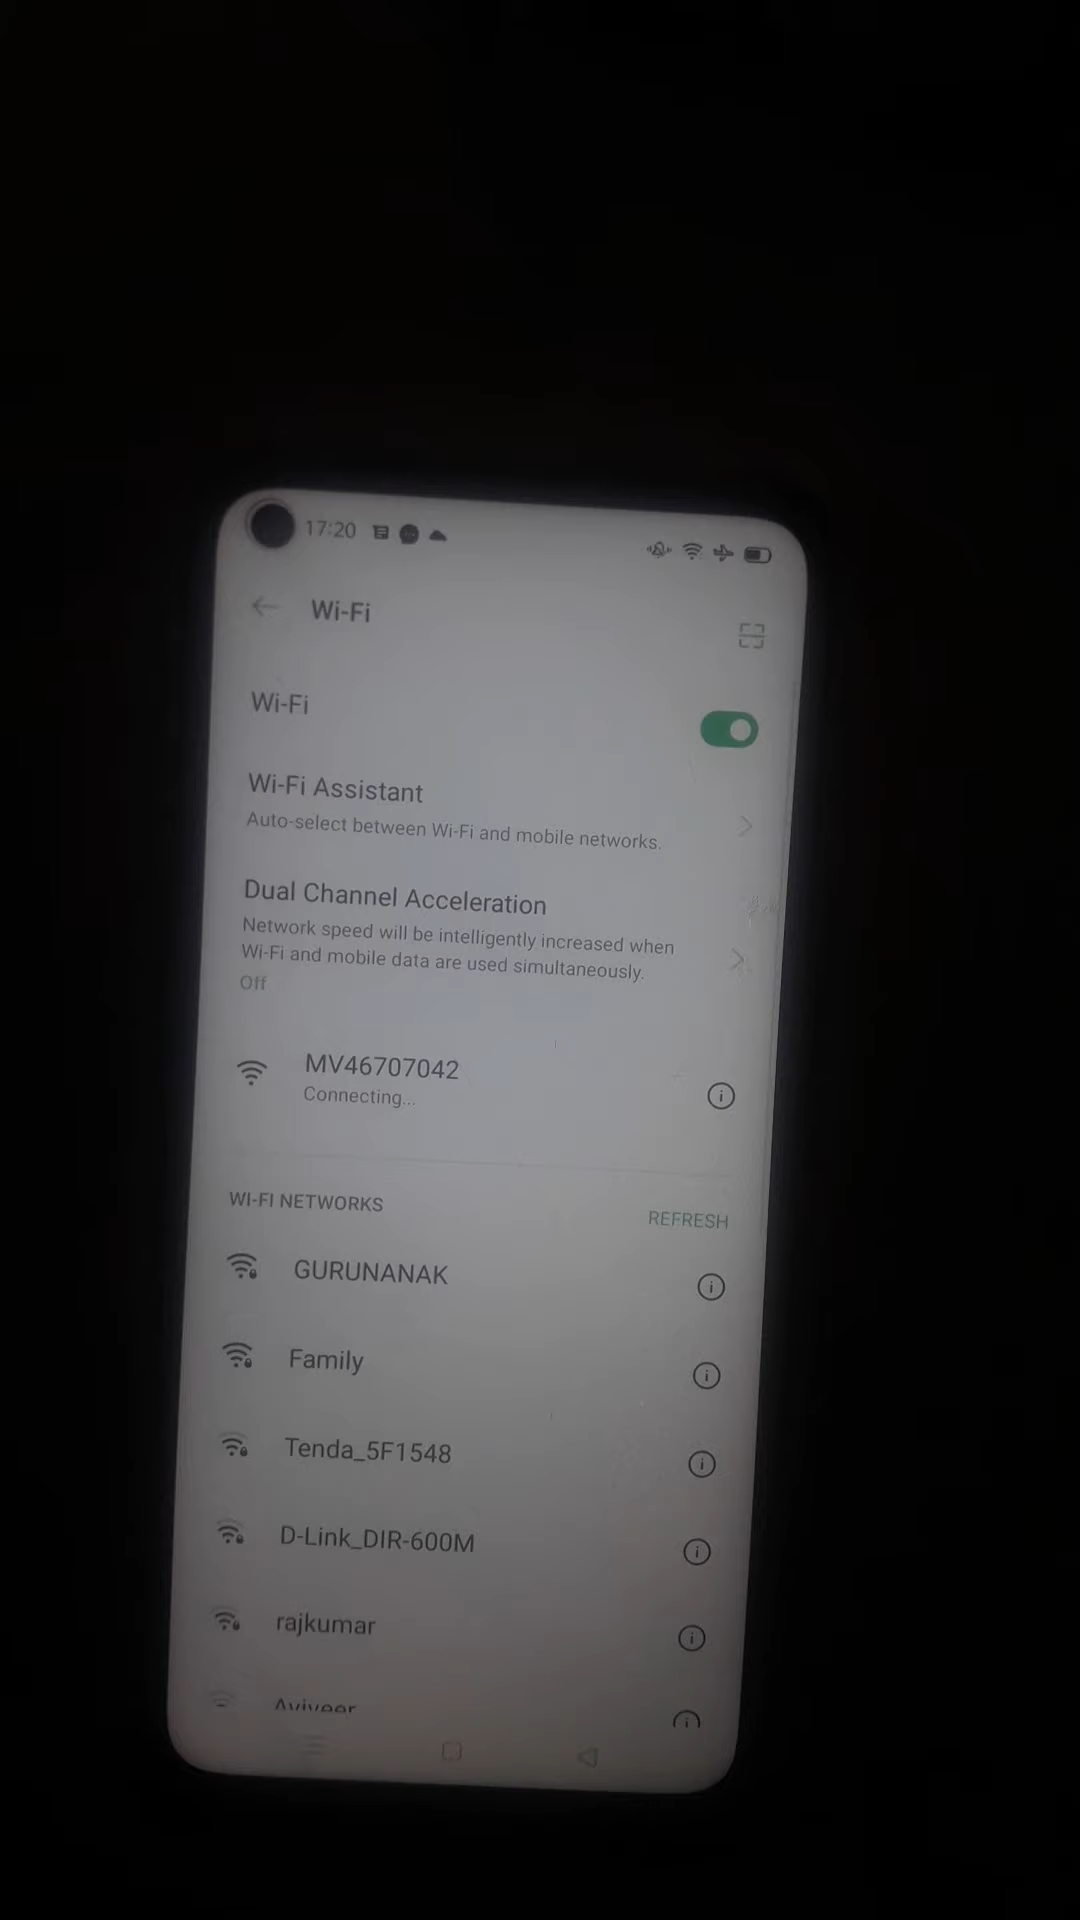 17:20
Wi-Fi
Wi-Fi
Wi-Fi Assistant
Auto-select between Wi-Fi and mobile networks.
Dual Channel Acceleration
Network speed will be intelligently increased when
Wi-Fi and mobile data are used simultaneously.
Off
MV46707042
Connecting...
WI-FI NETWORKS
REFRESH
GURUNANAK
Family
Tenda_5F1548
D-Link_DIR-600M
rajkumar